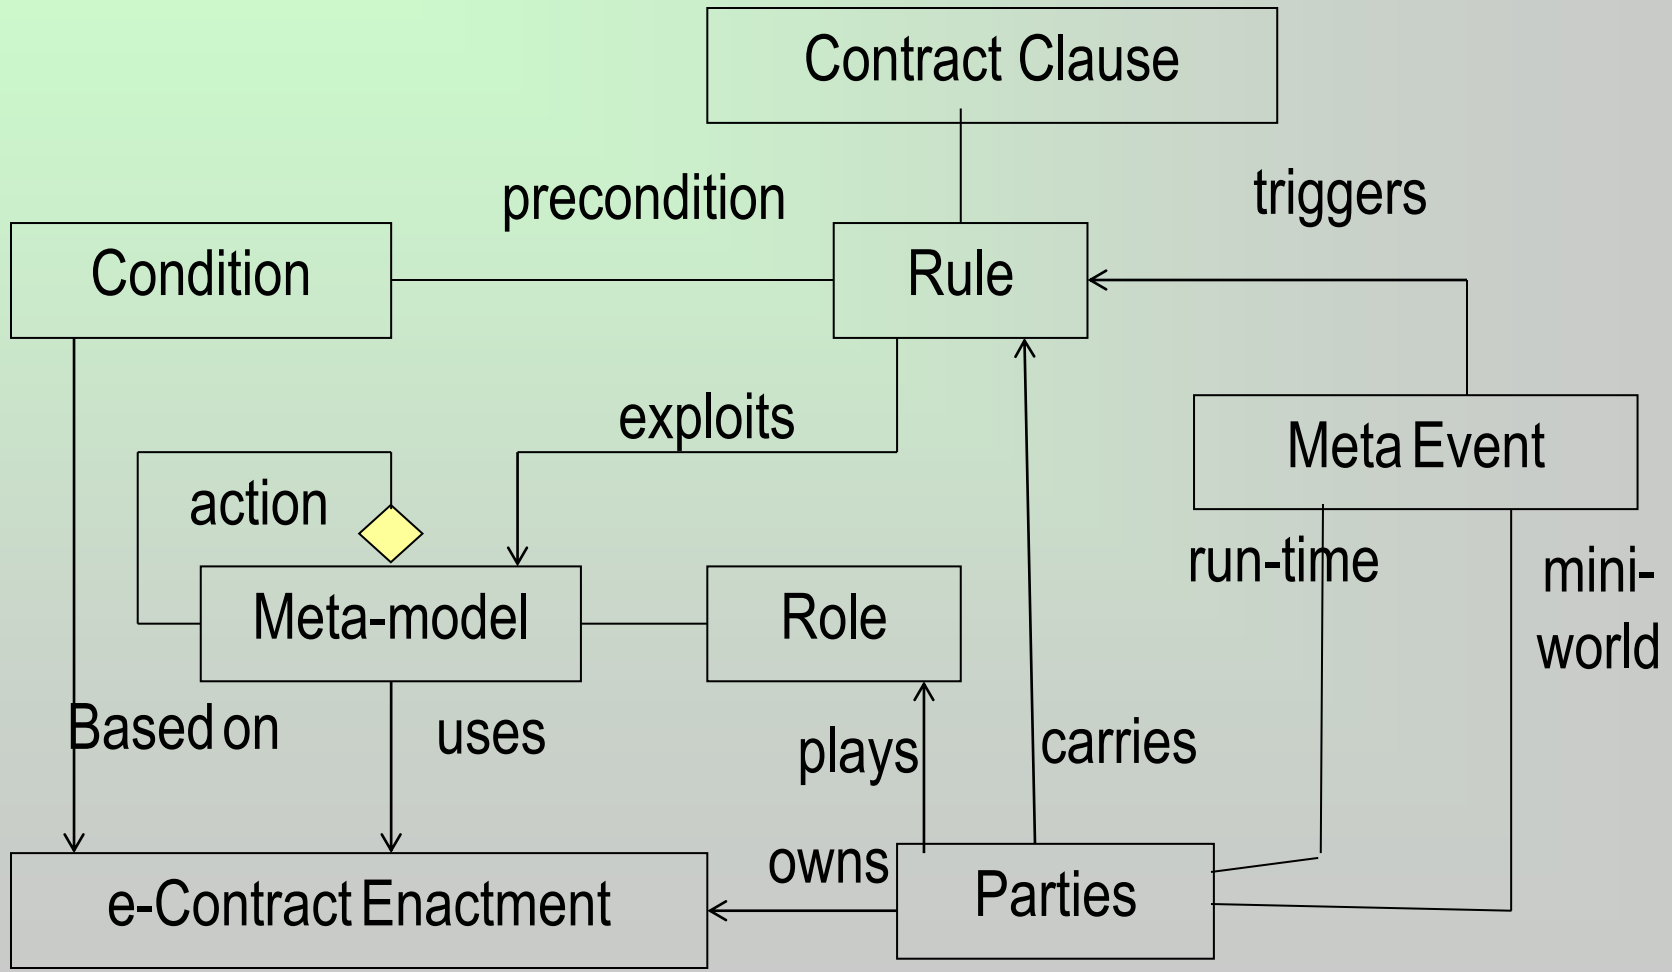 Contract Clause
precondition
triggers
Condition
Rule
exploits
Meta Event
action
run-time
mini-
world
Meta-model
Role
Based on
uses
plays
carries
owns
e-Contract Enactment
Parties